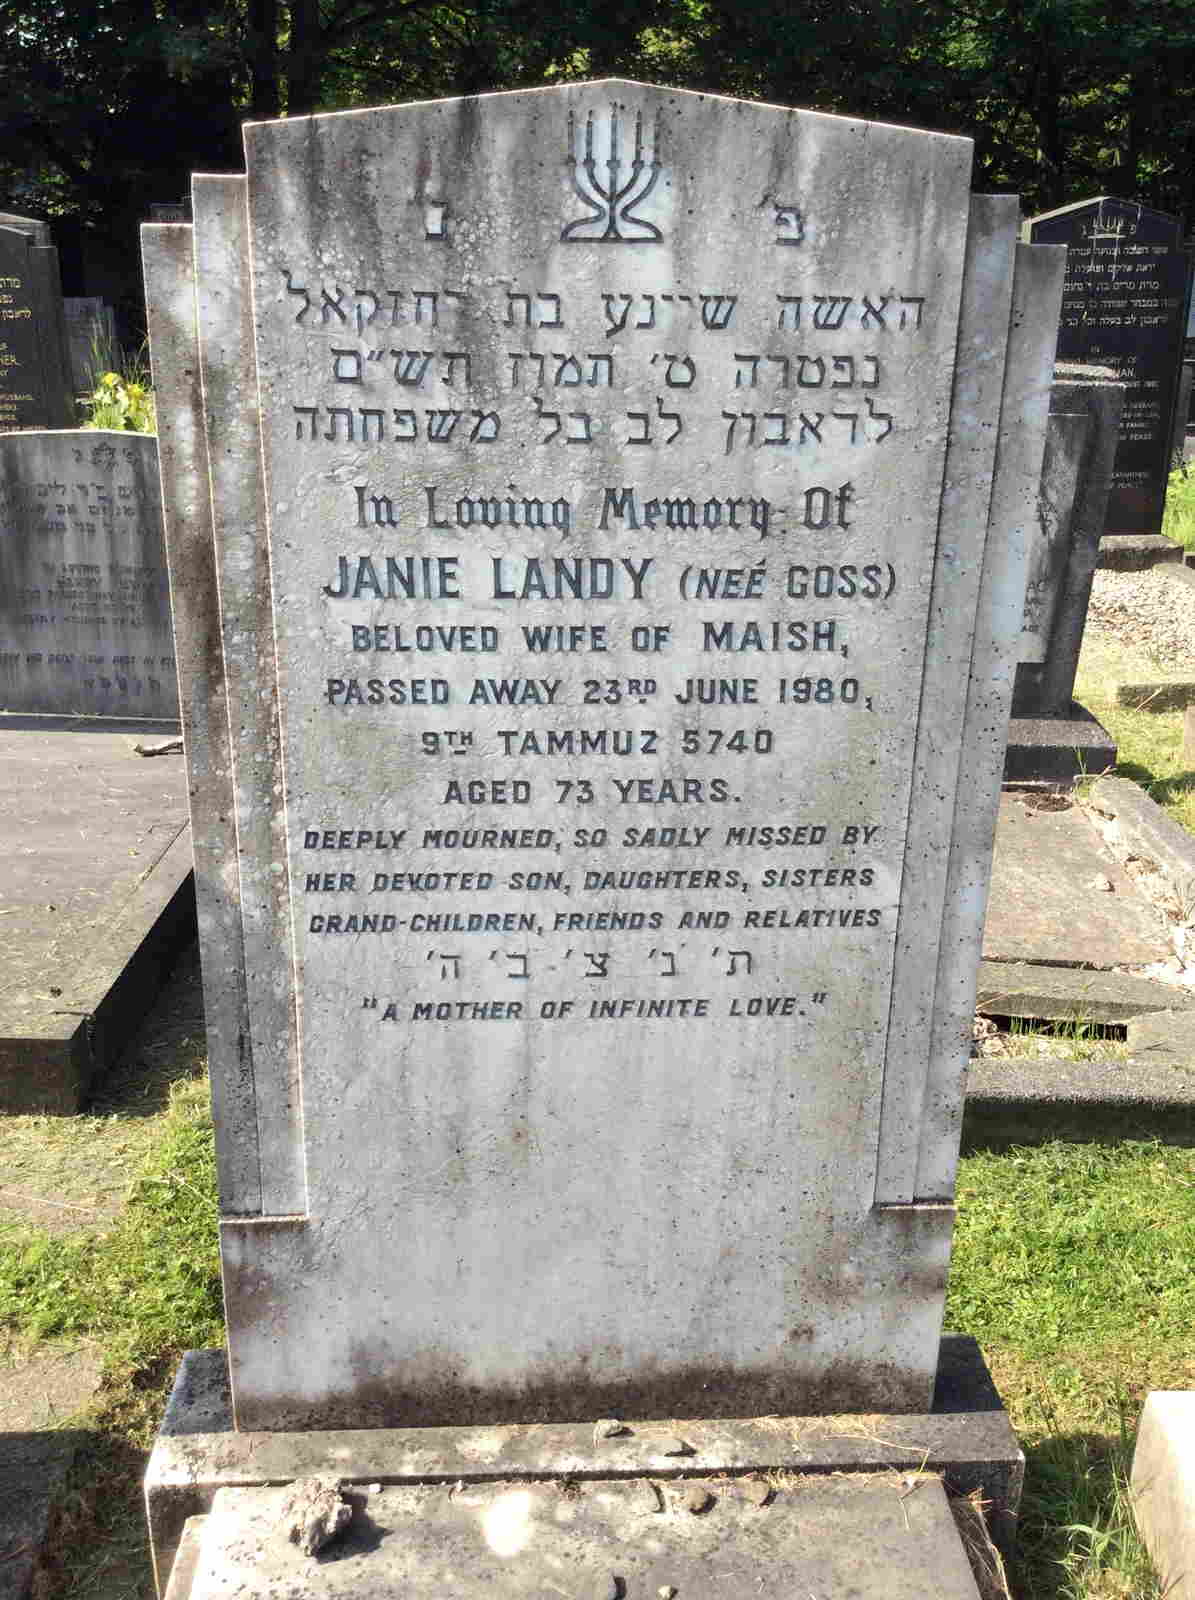 פ' נ'
האשה שיינע בת יחזקאל
נפטרה ט' תמוז תש"ם
לדאבון לב כל משפחתה
In Loving Memory Of
JANIE LANDY (NEÉ GOSS)
BELOVED WIFE OF MAISH,
PASSED AWAY 23RD JUNE 1980,
9TH TAMMUZ 5740
AGED 73 YEARS.
DEEPLY MOURNED, SO SADLY MISSED BY
HER DEVOTED SON, DAUGHTERS, SISTERS
GRAND-CHILDREN, FRIENDS AND RELATIVES
ת' נ' צ' ב' ה'
"A MOTHER OF INFINITE LOVE."